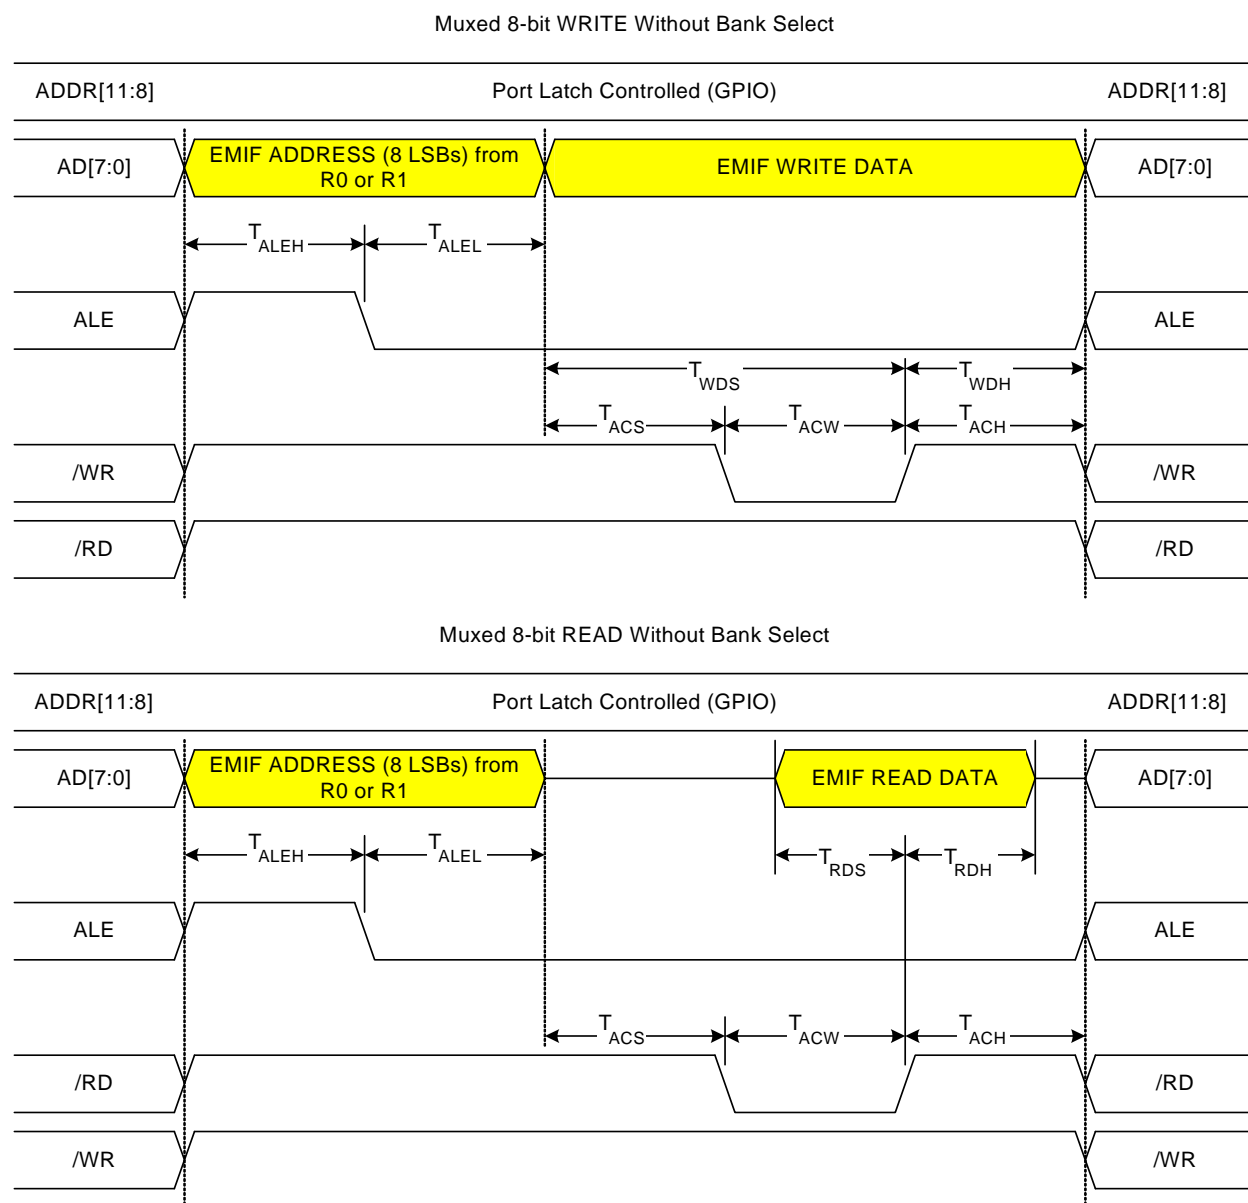 Muxed 8-bit WRITE Without Bank Select
ADDR[11:8] Port Latch Controlled (GPIO) ADDR[11:8]
AD[7:0] EMIF ADDRESS (8 LSBs) from R0 or R1 EMIF WRITE DATA AD[7:0]
TALEH TALEL
ALE ALE
TWDS TWDH
TACS TACW TACH
/WR /WR
/RD /RD
Muxed 8-bit READ Without Bank Select
ADDR[11:8] Port Latch Controlled (GPIO) ADDR[11:8]
AD[7:0] EMIF ADDRESS (8 LSBs) from R0 or R1 EMIF READ DATA AD[7:0]
TALEH TALEL TRDS TRDH
ALE ALE
TACS TACW TACH
/RD /RD
/WR /WR